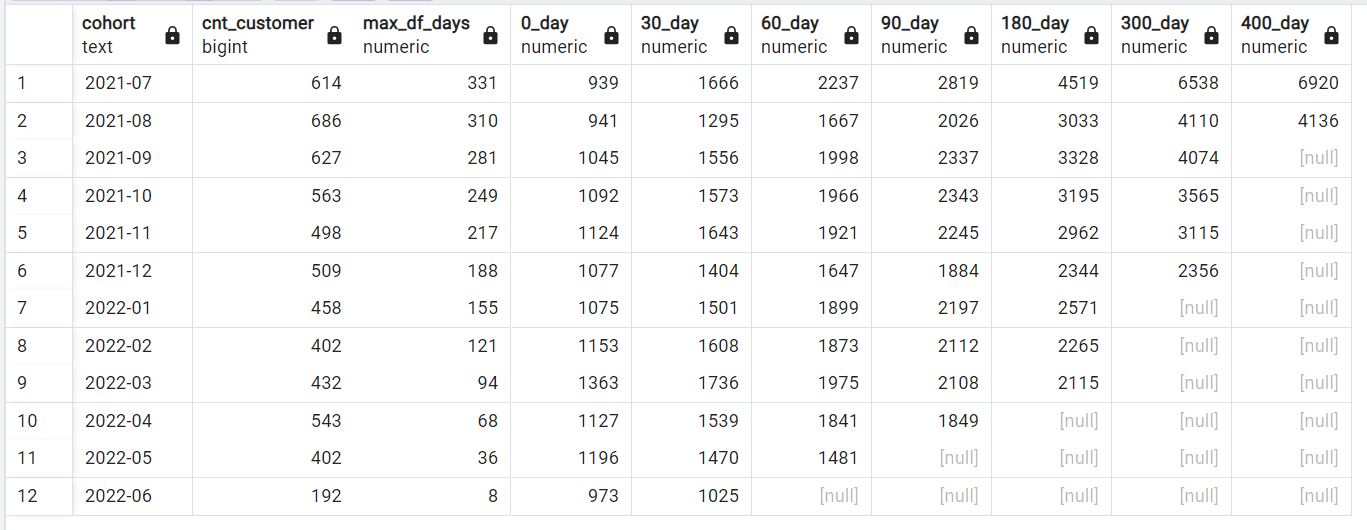 cohort cnt_customer max_df_days 0_day 30_day 60_day 90_day 180_day 300_day 400_day
text bigint numeric numeric numeric numeric numeric numeric numeric numeric
1 2021-07 614 331 939 1666 2237 2819 4519 6538 6920
2 2021-08 686 310 941 1295 1667 2026 3033 4110 4136
3 2021-09 627 281 1045 1556 1998 2337 3328 4074 [null]
4 2021-10 563 249 1092 1573 1966 2343 3195 3565 [null]
5 2021-11 498 217 1124 1643 1921 2245 2962 3115 [null]
6 2021-12 509 188 1077 1404 1647 1884 2344 2356 [null]
7 2022-01 458 155 1075 1501 1899 2197 2571 [null] [null]
8 2022-02 402 121 1153 1608 1873 2112 2265 [null] [null]
9 2022-03 432 94 1363 1736 1975 2108 2115 [null] [null]
10 2022-04 543 68 1127 1539 1841 1849 [null] [null] [null]
11 2022-05 402 36 1196 1470 1481 [null] [null] [null] [null]
12 2022-06 192 8 973 1025 [null] [null] [null] [null] [null]